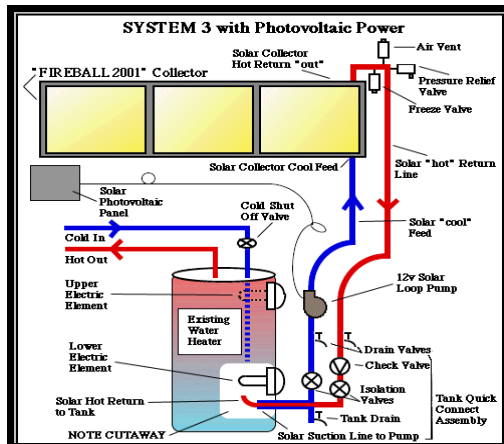 SYSTEM 3 with Photovoltaic Power
Air Vent
Solar Collector
Hot Return "out"
"FIREBALL 2001" Collector
Pressure Relief
Valve
Freeze Valve
Solar Collector Cool Feed
Solar "hot" Return
Line
Solar
Photovoltaic
Panel
Cold Shut
Off Valve
Solar "cool"
Feed
Cold In
Hot Out
Upper
Electric
Element
12v Solar
Loop Pump
Existing
Water
Heater
Lower
Electric
Element
Drain Valves
Check Valve
Isolation
Valves
Solar Hot Return
to Tank
Tank Quick
Connect
Assembly
Tank Drain
NOTE CUTAWAY
Solar Suction Line to Pump